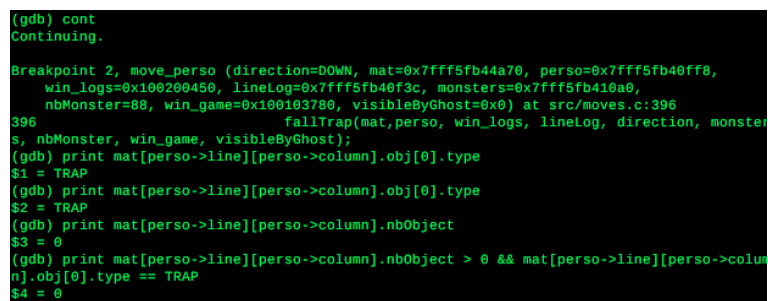 (gdb) cont
Continuing.
Breakpoint 2, move_perso (direction=DOWN, mat=0x7fff5fb44a70, perso=0x7fff5fb40ff8,
    win_logs=0x100200450, lineLog=0x7fff5fb40f3c, monsters=0x7fff5fb410a0,
    nbMonster=88, win_game=0x100103780, visibleByGhost=0x0) at src/moves.c:396
396                             fallTrap(mat,perso, win_logs, lineLog, direction, monster
s, nbMonster, win_game, visibleByGhost);
(gdb) print mat[perso->line][perso->column].obj[0].type
$1 = TRAP
(gdb) print mat[perso->line][perso->column].obj[0].type
$2 = TRAP
(gdb) print mat[perso->line][perso->column].nbObject
$3 = 0
(gdb) print mat[perso->line][perso->column].nbObject > 0 && mat[perso->line][perso->colum
n].obj[0].type == TRAP
$4 = 0